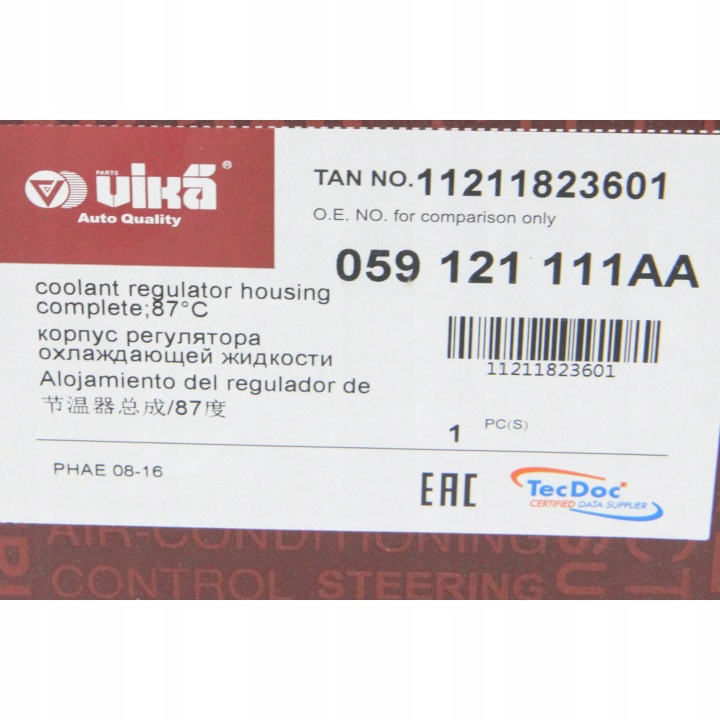 PARTS
vika®
Auto Quality
TAN NO.11211823601
O.E. NO. for comparison only
059 121 111AA
coolant regulator housing
complete;87°C
корпус регулятора
охлаждающей жидкости
Alojamiento del regulador de
节温器总成/87度
11211823601
1 PC(S)
PHAE 08-16
EAC
TecDoc
CERTIFIED DATA SUPPLIER
AIR-CONDITIONING
CONTROL STEERING